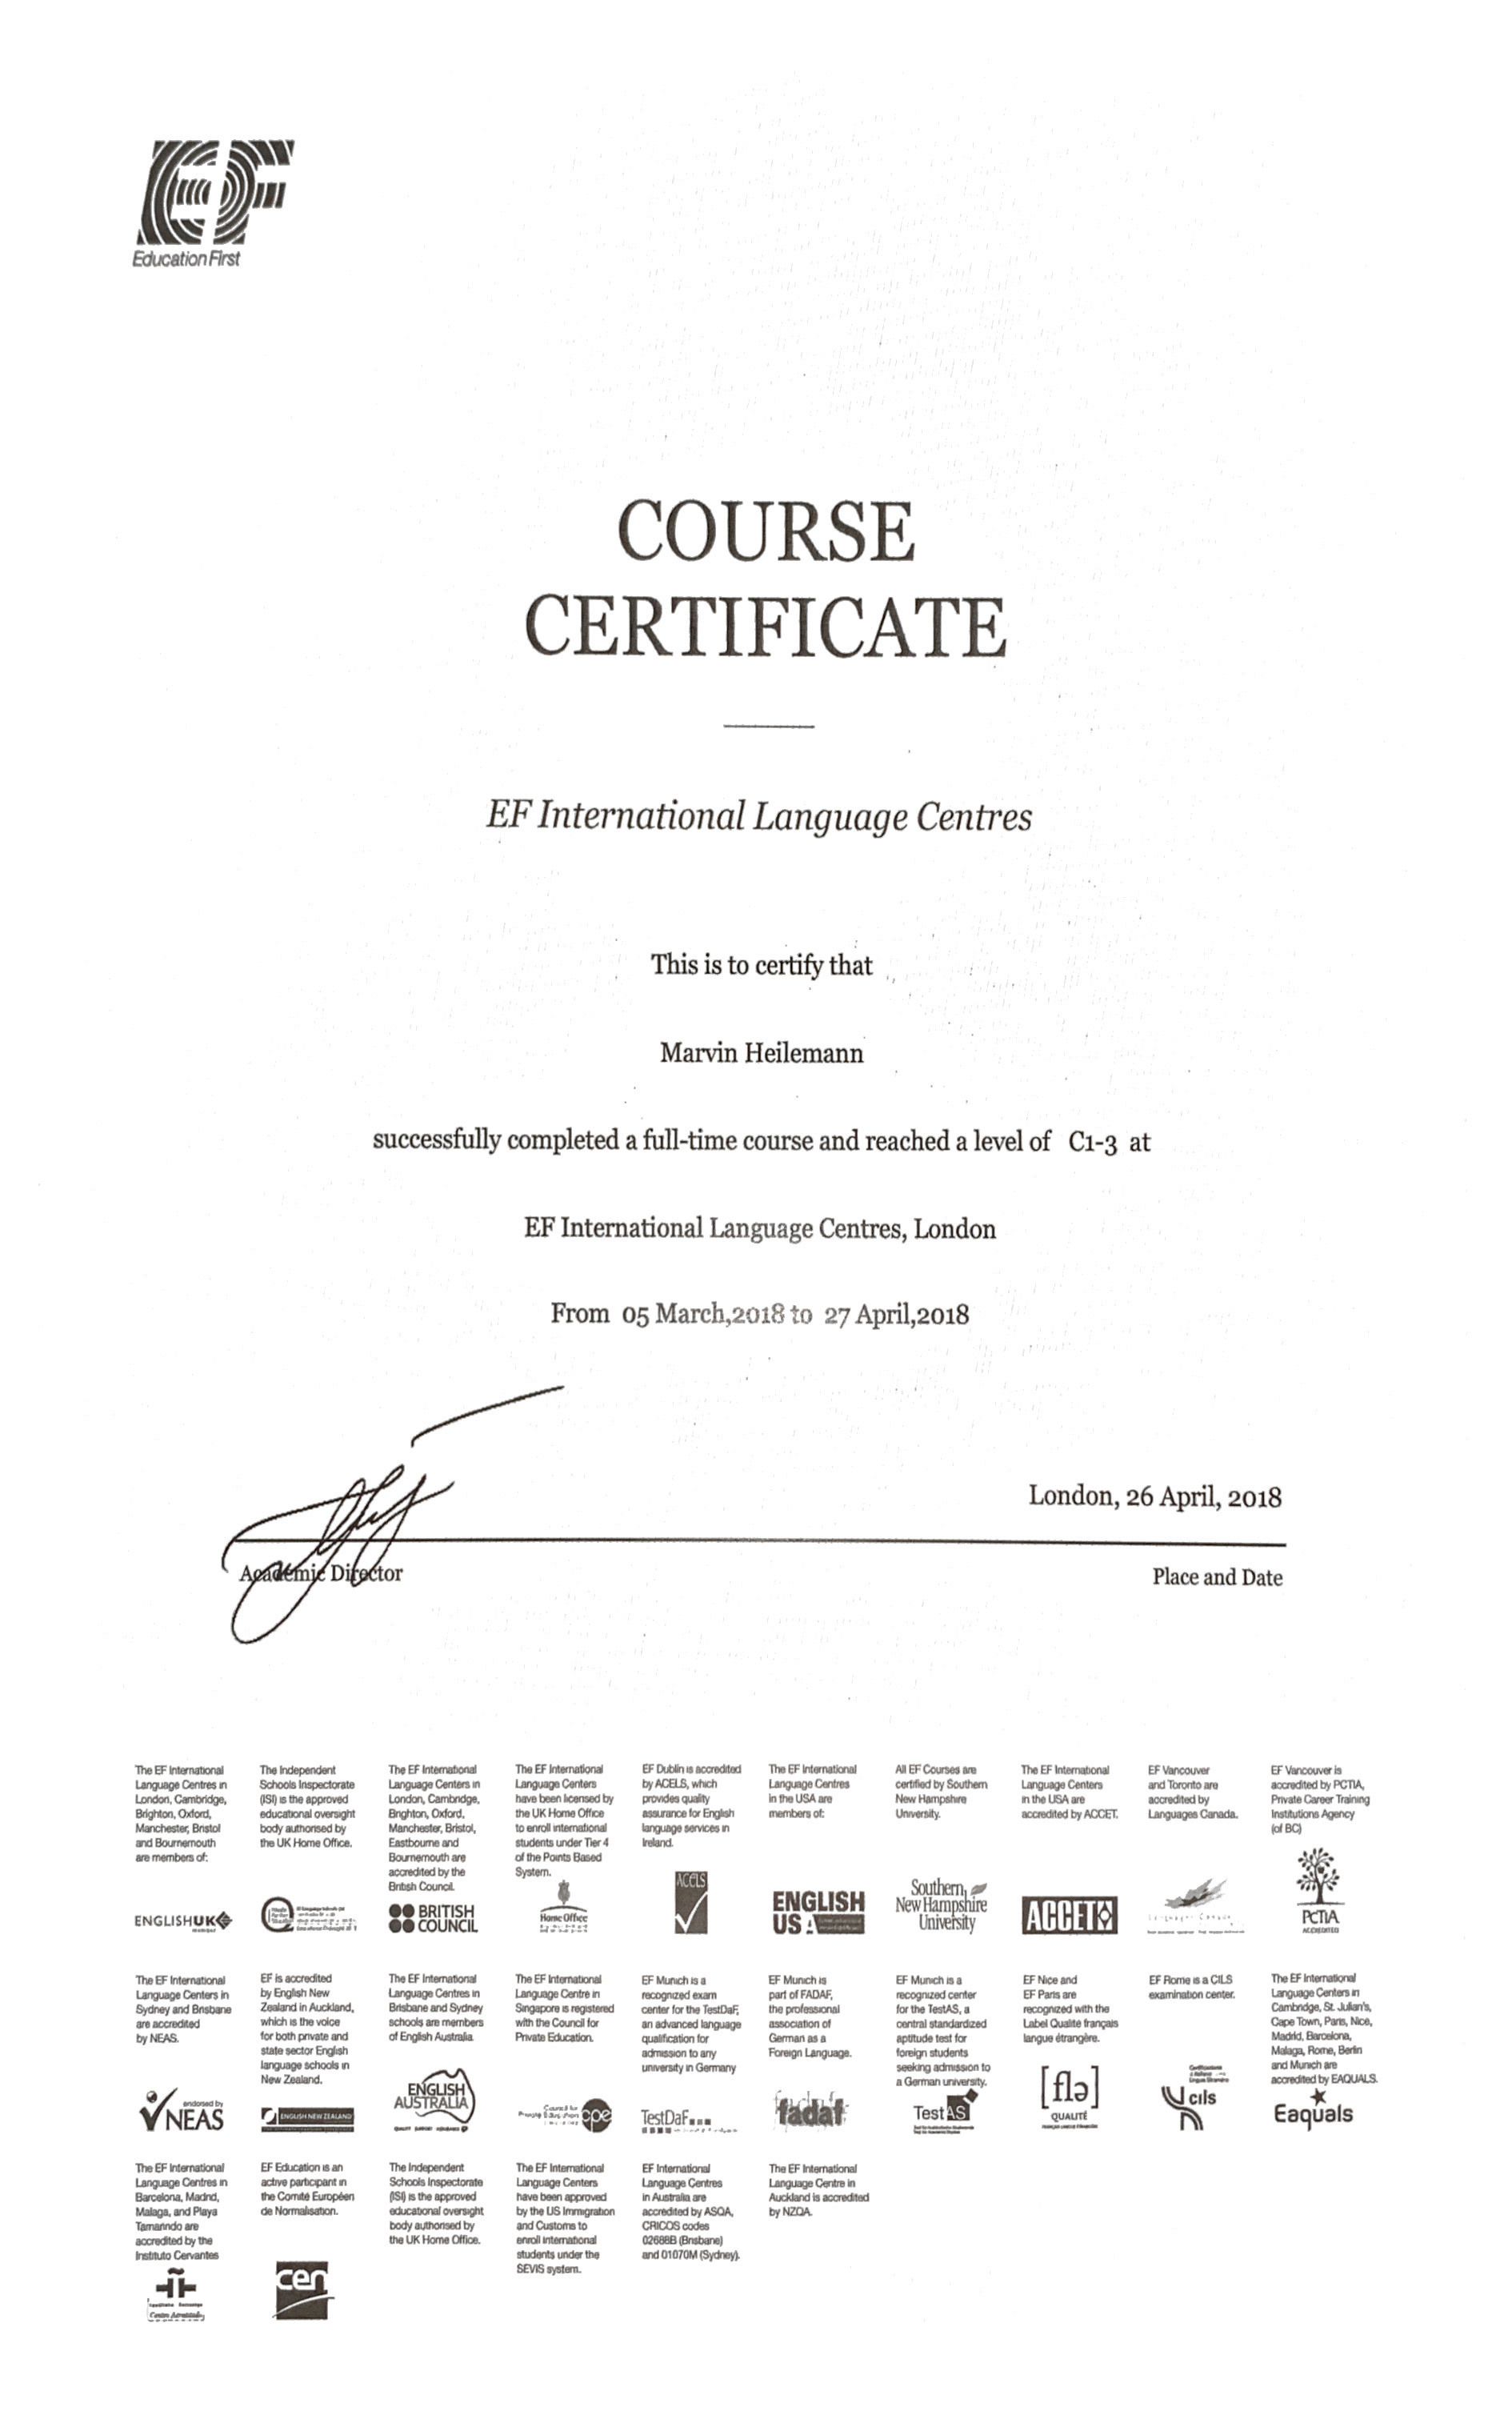 EF
Education First
COURSE
CERTIFICATE
EF International Language Centres
This is to certify that
Marvin Heilemann
successfully completed a full-time course and reached a level of C1-3 at
EF International Language Centres, London
From 05 March,2018 to 27 April,2018
London, 26 April, 2018
Academic Director
Place and Date
The EF International
Language Centres in
London, Cambridge,
Brighton, Oxford,
Manchester, Bristol
and Bournemouth
are members of:
ENGLISHUK
member
The Independent
Schools Inspectorate
(ISI) is the approved
educational oversight
body authorised by
the UK Home Office.
The EF International
Language Centers in
London, Cambridge,
Brighton, Oxford,
Manchester, Bristol,
Eastbourne and
Bournemouth are
accredited by the
British Council.
BRITISH
COUNCIL
The EF International
Language Centers
have been licensed by
the UK Home Office
to enroll international
students under Tier 4
of the Points Based
System.
Home Office
EF Dublin is accredited
by ACELS, which
provides quality
assurance for English
language services in
Ireland.
ACELS
The EF International
Language Centres
in the USA are
members of:
ENGLISH
USA
All EF Courses are
certified by Southern
New Hampshire
University.
Southern
New Hampshire
University
The EF International
Language Centers
in the USA are
accredited by ACCET.
ACCET
EF Vancouver
and Toronto are
accredited by
Languages Canada.
Languages Canada
EF Vancouver is
accredited by PCTIA,
Private Career Training
Institutions Agency
(of BC)
PCTIA
ACCREDITED
The EF International
Language Centers in
Sydney and Brisbane
are accredited
by NEAS.
endorsed by
NEAS
EF is accredited
by English New
Zealand in Auckland,
which is the voice
for both private and
state sector English
language schools in
New Zealand.
ENGLISH NEW ZEALAND
The EF International
Language Centres in
Brisbane and Sydney
schools are members
of English Australia.
ENGLISH
AUSTRALIA
The EF International
Language Centre in
Singapore is registered
with the Council for
Private Education.
Council for
Private Education
cpe
EF Munich is a
recognized exam
center for the TestDaF,
an advanced language
qualification for
admission to any
university in Germany
TestDaF
EF Munich is
part of FADAF,
the professional
association of
German as a
Foreign Language.
fadaf
EF Munich is a
recognized center
for the TestAS, a
central standardized
aptitude test for
foreign students
seeking admission to
a German university.
TestAS
EF Nice and
EF Paris are
recognized with the
Label Qualité français
langue étrangère.
[flə]
QUALITÉ
EF Rome is a CILS
examination center.
cils
The EF International
Language Centers in
Cambridge, St. Julian's,
Cape Town, Paris, Nice,
Madrid, Barcelona,
Malaga, Rome, Berlin
and Munich are
accredited by EAQUALS.
Eaquals
The EF International
Language Centres in
Barcelona, Madrid,
Malaga, and Playa
Tamarindo are
accredited by the
Instituto Cervantes
EF Education is an
active participant in
the Comité Européen
de Normalisation.
cen
The Independent
Schools Inspectorate
(ISI) is the approved
educational oversight
body authorised by
the UK Home Office.
The EF International
Language Centers
have been approved
by the US Immigration
and Customs to
enroll international
students under the
SEVIS system.
EF International
Language Centres
in Australia are
accredited by ASQA,
CRICOS codes
02688B (Brisbane)
and 01070M (Sydney).
The EF International
Language Centre in
Auckland is accredited
by NZQA.